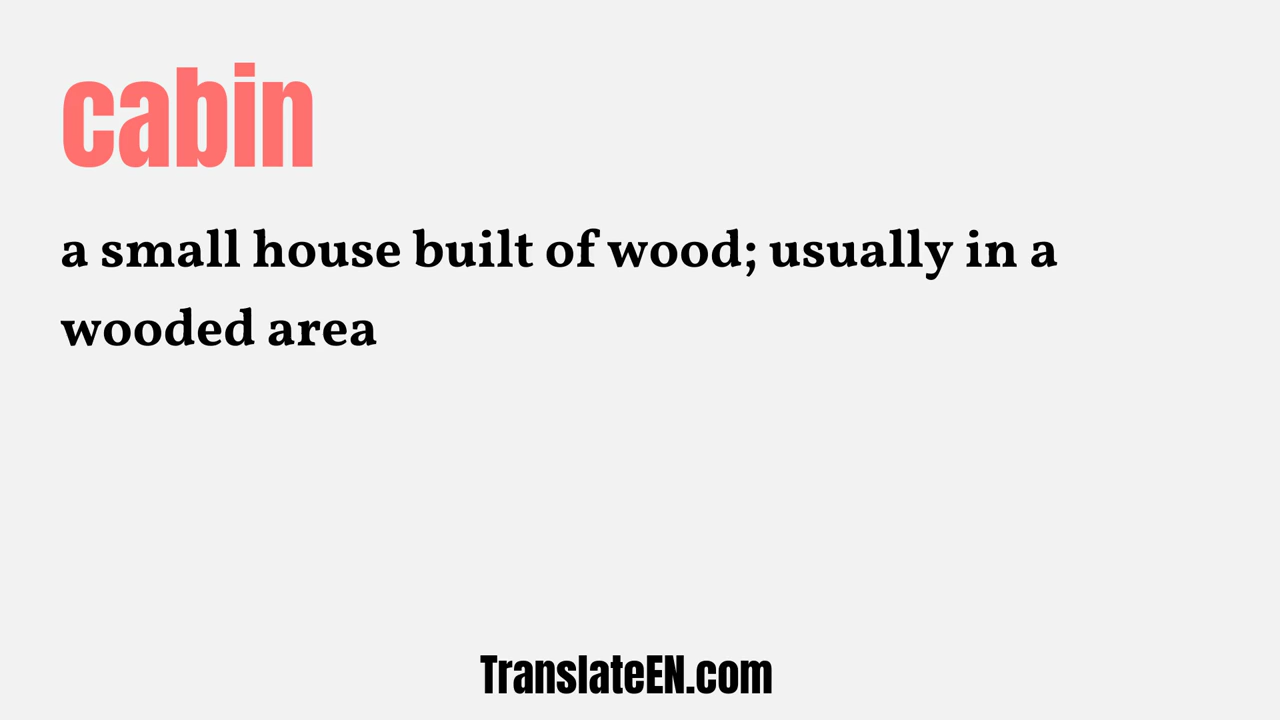 cabin
a small house built of wood; usually in a
wooded area
TranslateEN.com